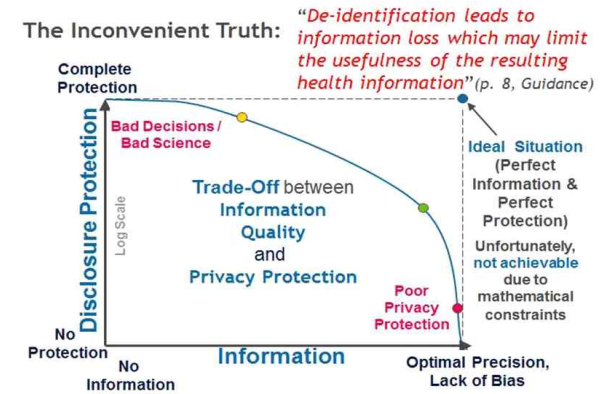 The Inconvenient Truth:
“De-identification leads to
information loss which may limit
the usefulness of the resulting
health information”(p. 8, Guidance)
Complete
Protection
Bad Decisions /
Bad Science
Ideal Situation
(Perfect
Information &
Perfect
Protection)
Unfortunately,
not achievable
due to
mathematical
constraints
Disclosure Protection
Log Scale
Trade-Off between
Information
Quality
and
Privacy Protection
Poor
Privacy
Protection
No
Protection
No
Information
Information
Optimal Precision,
Lack of Bias